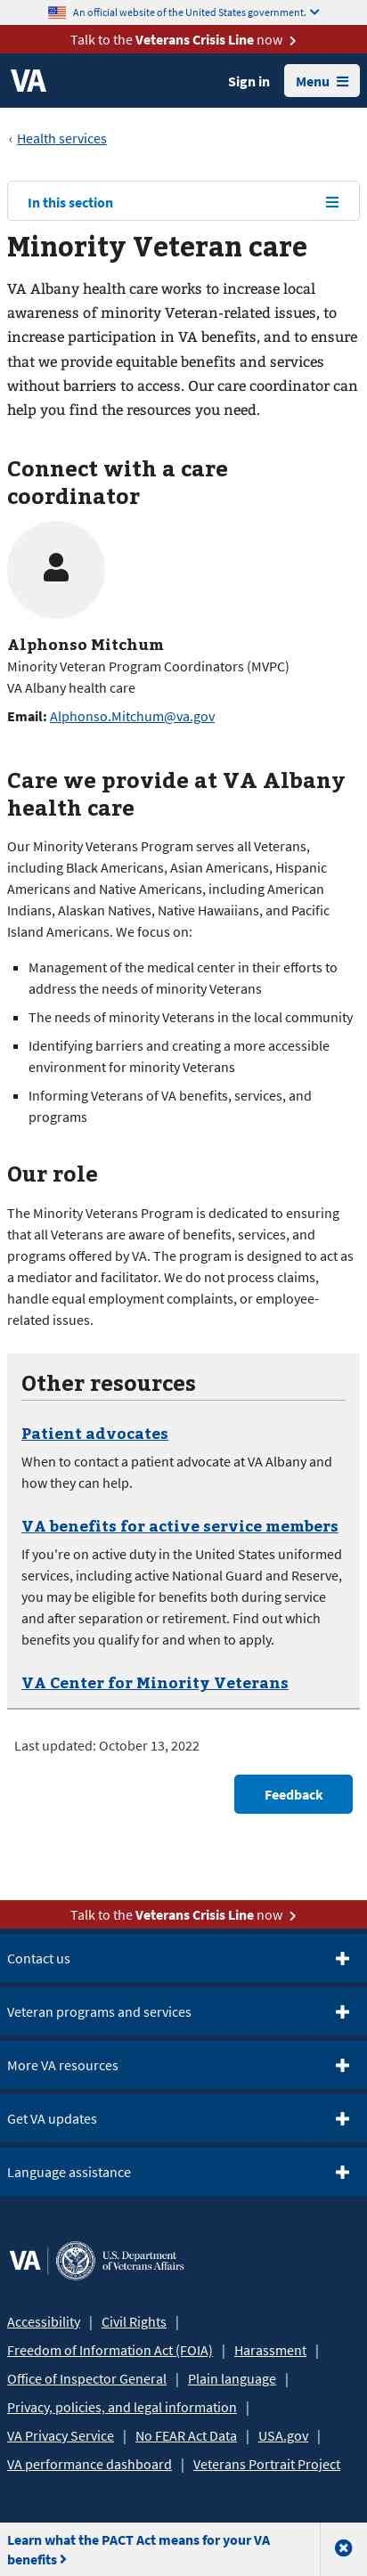 An official website of the United States government.
Talk to the Veterans Crisis Line now
VA
Sign in
Menu
‹ Health services
In this section
Minority Veteran care
VA Albany health care works to increase local
awareness of minority Veteran-related issues, to
increase participation in VA benefits, and to ensure
that we provide equitable benefits and services
without barriers to access. Our care coordinator can
help you find the resources you need.
Connect with a care
coordinator
Alphonso Mitchum
Minority Veteran Program Coordinators (MVPC)
VA Albany health care
Email: Alphonso.Mitchum@va.gov
Care we provide at VA Albany
health care
Our Minority Veterans Program serves all Veterans,
including Black Americans, Asian Americans, Hispanic
Americans and Native Americans, including American
Indians, Alaskan Natives, Native Hawaiians, and Pacific
Island Americans. We focus on:
▪ Management of the medical center in their efforts to
address the needs of minority Veterans
▪ The needs of minority Veterans in the local community
▪ Identifying barriers and creating a more accessible
environment for minority Veterans
▪ Informing Veterans of VA benefits, services, and
programs
Our role
The Minority Veterans Program is dedicated to ensuring
that all Veterans are aware of benefits, services, and
programs offered by VA. The program is designed to act as
a mediator and facilitator. We do not process claims,
handle equal employment complaints, or employee-
related issues.
Other resources
Patient advocates
When to contact a patient advocate at VA Albany and
how they can help.
VA benefits for active service members
If you're on active duty in the United States uniformed
services, including active National Guard and Reserve,
you may be eligible for benefits both during service
and after separation or retirement. Find out which
benefits you qualify for and when to apply.
VA Center for Minority Veterans
Last updated: October 13, 2022
Feedback
Talk to the Veterans Crisis Line now
Contact us
Veteran programs and services
More VA resources
Get VA updates
Language assistance
VA | U.S. Department
of Veterans Affairs
Accessibility | Civil Rights |
Freedom of Information Act (FOIA) | Harassment |
Office of Inspector General | Plain language |
Privacy, policies, and legal information |
VA Privacy Service | No FEAR Act Data | USA.gov |
VA performance dashboard | Veterans Portrait Project
Learn what the PACT Act means for your VA
benefits